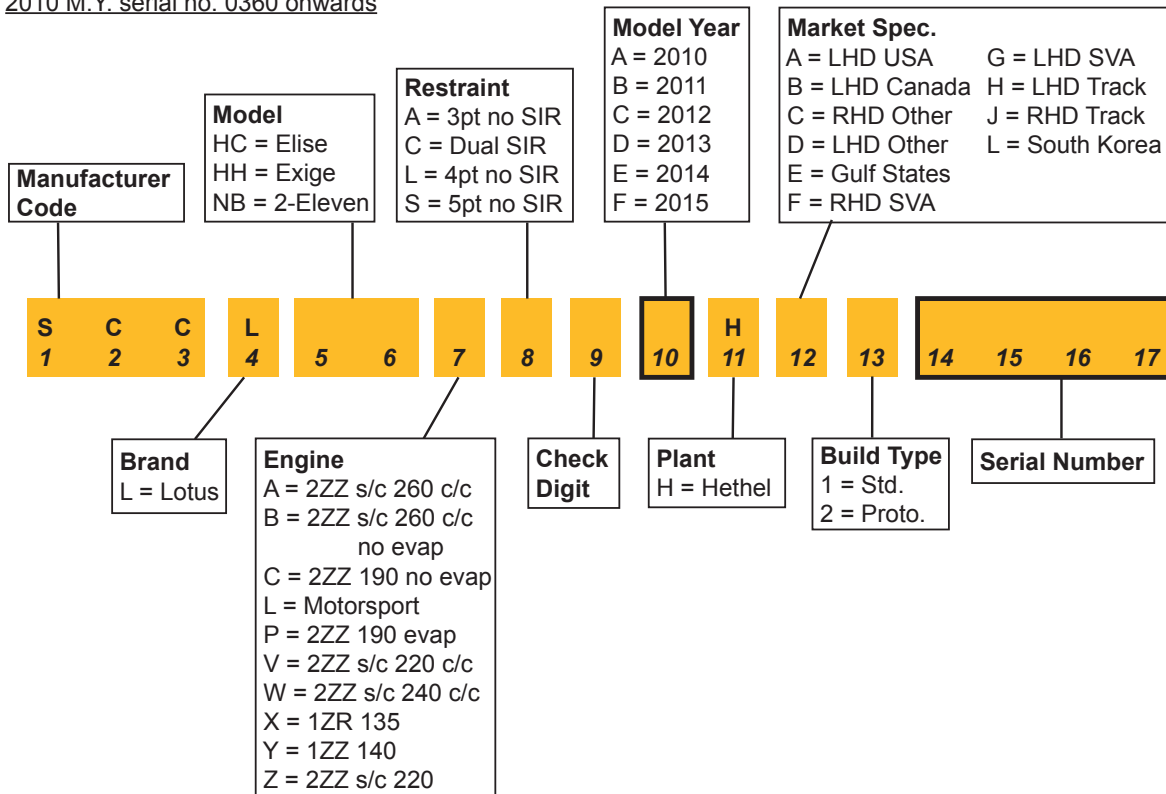 2010 M.Y. serial no. 0360 onwards
Manufacturer
Code
Model
HC = Elise
HH = Exige
NB = 2-Eleven
Restraint
A = 3pt no SIR
C = Dual SIR
L = 4pt no SIR
S = 5pt no SIR
Model Year
A = 2010
B = 2011
C = 2012
D = 2013
E = 2014
F = 2015
Market Spec.
A = LHD USA G = LHD SVA
B = LHD Canada H = LHD Track
C = RHD Other J = RHD Track
D = LHD Other L = South Korea
E = Gulf States
F = RHD SVA
S C C L H
1 2 3 4 5 6 7 8 9 10 11 12 13 14 15 16 17
Brand
L = Lotus
Engine
A = 2ZZ s/c 260 c/c
B = 2ZZ s/c 260 c/c
no evap
C = 2ZZ 190 no evap
L = Motorsport
P = 2ZZ 190 evap
V = 2ZZ s/c 220 c/c
W = 2ZZ s/c 240 c/c
X = 1ZR 135
Y = 1ZZ 140
Z = 2ZZ s/c 220
Check
Digit
Plant
H = Hethel
Build Type
1 = Std.
2 = Proto.
Serial Number